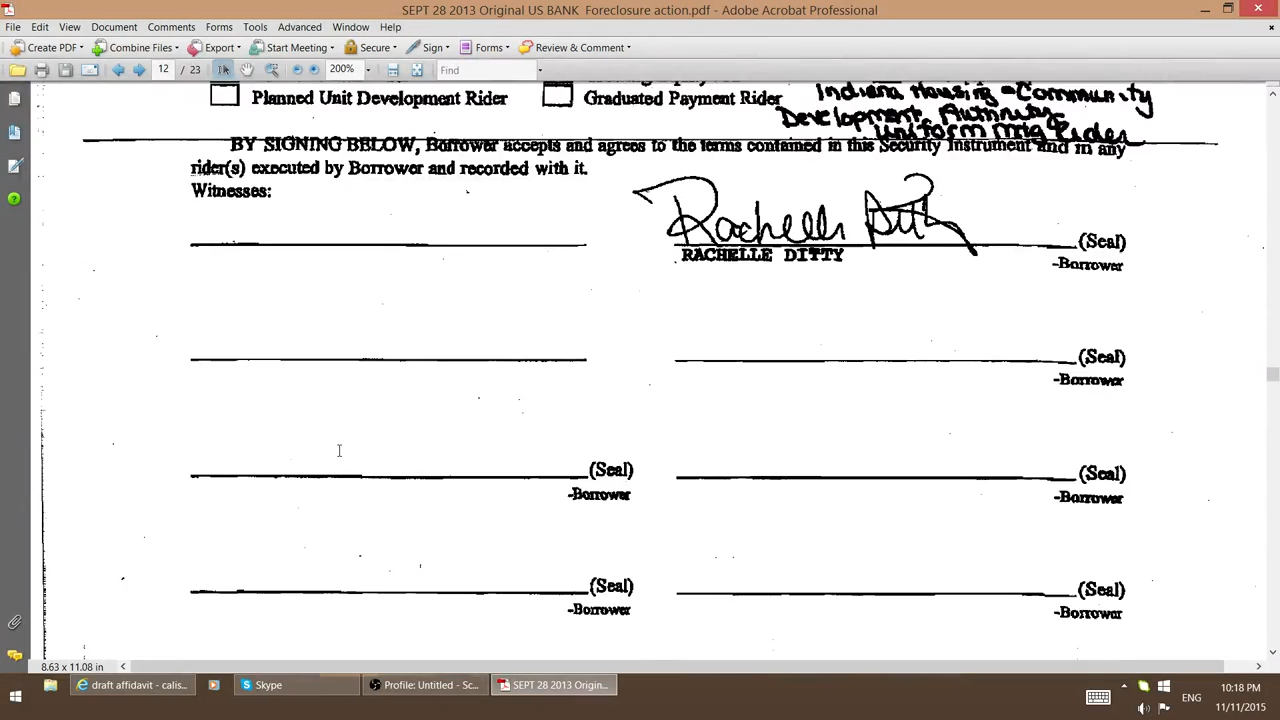 SEPT 28 2013 Original US BANK Foreclosure action.pdf - Adobe Acrobat Professional
File Edit View Document Comments Forms Tools Advanced Window Help
Create PDF Combine Files Export Start Meeting Secure Sign Forms Review & Comment
12 / 23 200% Find
Planned Unit Development Rider Graduated Payment Rider Indiana Housing - Community
Development Authority
Uniform Mtg Rider
BY SIGNING BELOW, Borrower accepts and agrees to the terms contained in this Security Instrument and in any
rider(s) executed by Borrower and recorded with it.
Witnesses:
Rachelle Ditty
(Seal)
RACHELLE DITTY
-Borrower
(Seal)
-Borrower
(Seal) (Seal)
-Borrower -Borrower
(Seal) (Seal)
-Borrower -Borrower
8.63 x 11.08 in
draft affidavit - calis... Skype Profile: Untitled - Sc... SEPT 28 2013 Origin...
ENG 10:18 PM
11/11/2015